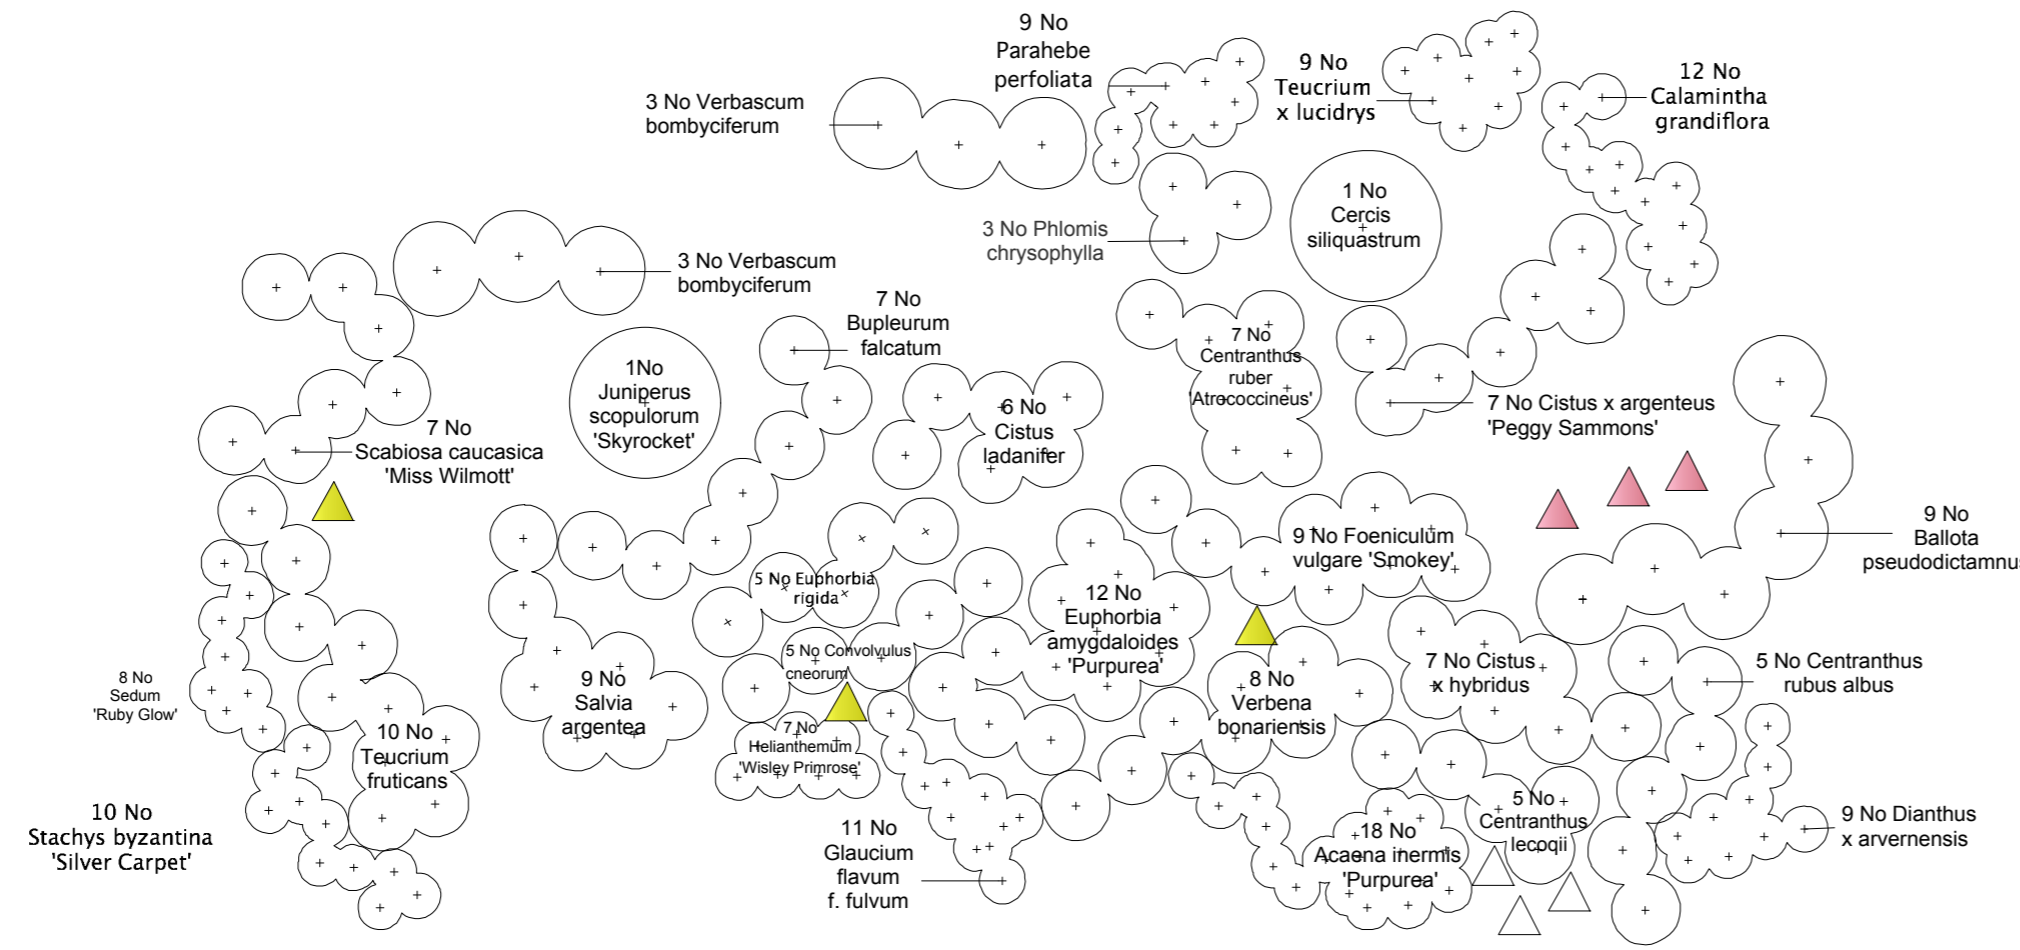 9 No
Parahebe
perfoliata
9 No
Teucrium
x lucidrys
12 No
Calamintha
grandiflora
3 No Verbascum
bombyciferum
1 No
Cercis
siliquastrum
3 No Phlomis
chrysophylla
3 No Verbascum
bombyciferum
7 No
Bupleurum
falcatum
7 No
Centranthus
ruber
'Atrococcineus'
1No
Juniperus
scopulorum
'Skyrocket'
6 No
Cistus
ladanifer
7 No Cistus x argenteus
'Peggy Sammons'
7 No
Scabiosa caucasica
'Miss Wilmott'
9 No Foeniculum
vulgare 'Smokey'
9 No
Ballota
pseudodictamnu
5 No Euphorbia
rigida
12 No
Euphorbia
amygdaloides
'Purpurea'
5 No Convolvulus
cneorum
7 No Cistus
x hybridus
5 No Centranthus
rubus albus
8 No
Sedum
'Ruby Glow'
9 No
Salvia
argentea
8 No
Verbena
bonariensis
10 No
Teucrium
fruticans
7 No
Helianthemum
'Wisley Primrose'
10 No
Stachys byzantina
'Silver Carpet'
11 No
Glaucium
flavum
f. fulvum
18 No
Acaena inermis
'Purpurea'
5 No
Centranthus
lecoqii
9 No Dianthus
x arvernensis